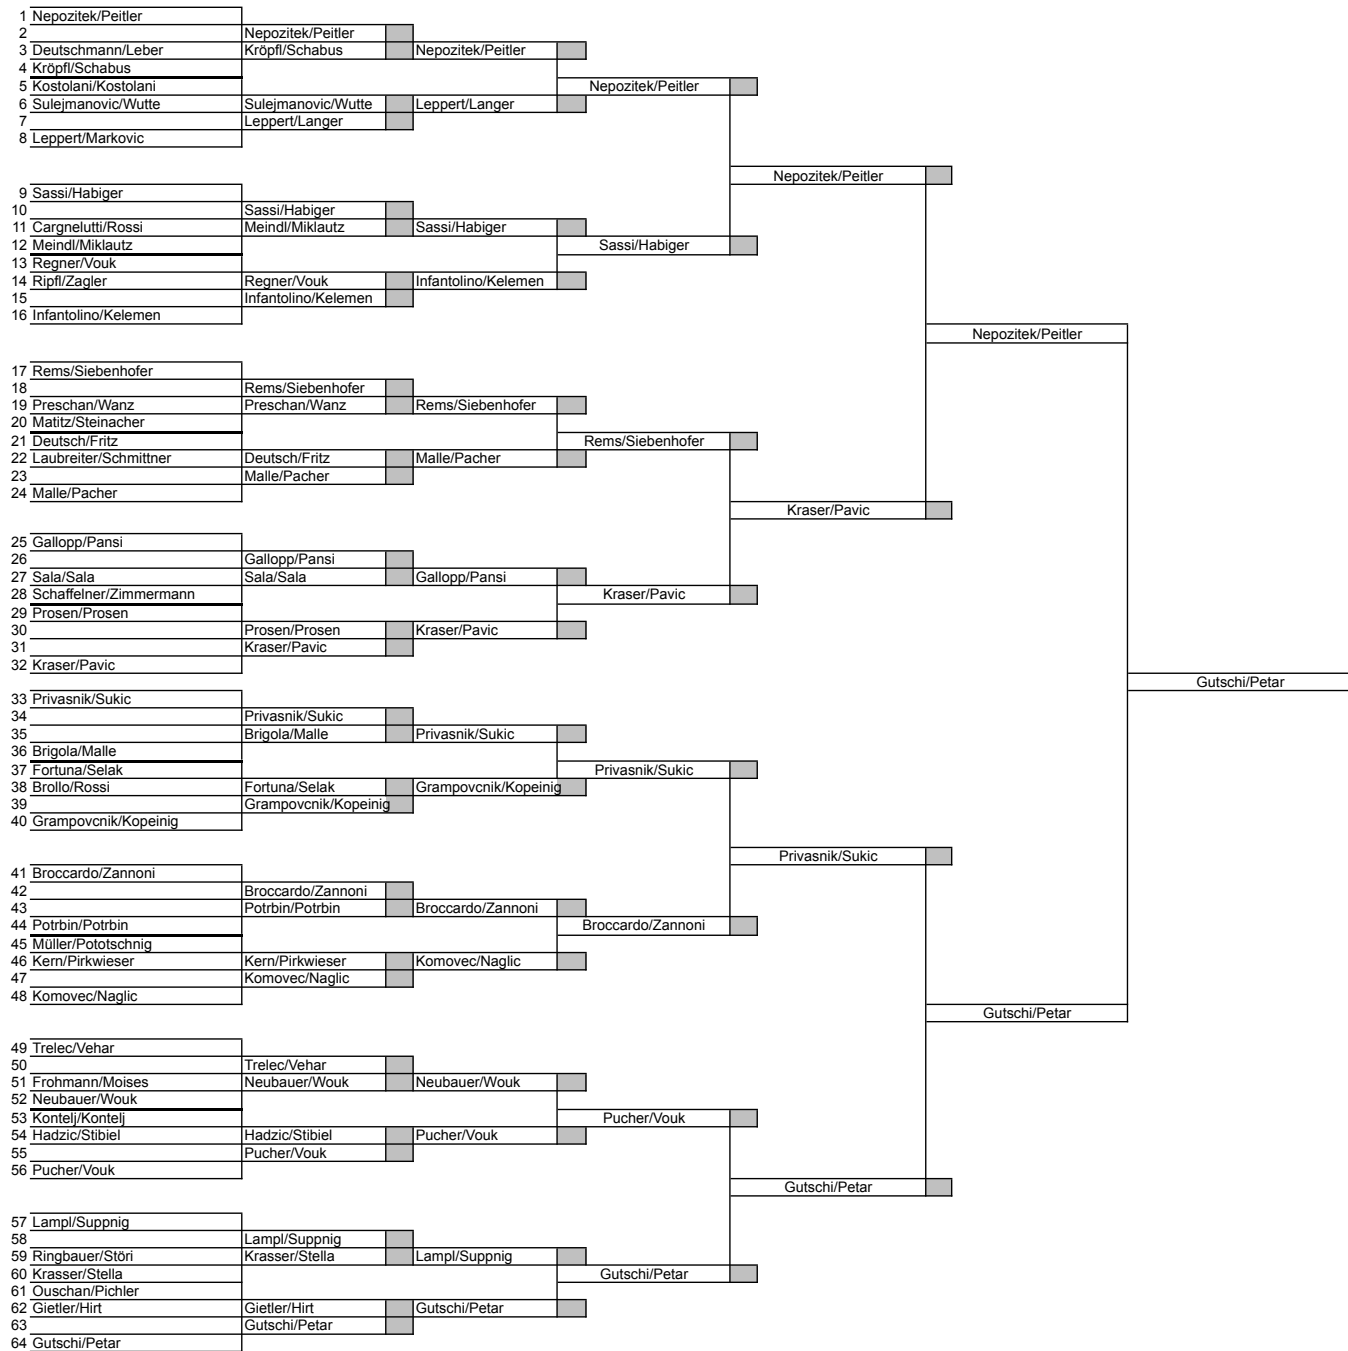 1 Nepozitek/Peitler
2 Nepozitek/Peitler
3 Deutschmann/Leber Kröpfl/Schabus Nepozitek/Peitler
4 Kröpfl/Schabus
5 Kostolani/Kostolani Nepozitek/Peitler
6 Sulejmanovic/Wutte Sulejmanovic/Wutte Leppert/Langer
7 Leppert/Langer
8 Leppert/Markovic
Nepozitek/Peitler
9 Sassi/Habiger
10 Sassi/Habiger
11 Cargnelutti/Rossi Meindl/Miklautz Sassi/Habiger
12 Meindl/Miklautz Sassi/Habiger
13 Regner/Vouk
14 Ripfl/Zagler Regner/Vouk Infantolino/Kelemen
15 Infantolino/Kelemen
16 Infantolino/Kelemen
Nepozitek/Peitler
17 Rems/Siebenhofer
18 Rems/Siebenhofer
19 Preschan/Wanz Preschan/Wanz Rems/Siebenhofer
20 Matitz/Steinacher
21 Deutsch/Fritz Rems/Siebenhofer
22 Laubreiter/Schmittner Deutsch/Fritz Malle/Pacher
23 Malle/Pacher
24 Malle/Pacher
Kraser/Pavic
25 Gallopp/Pansi
26 Gallopp/Pansi
27 Sala/Sala Sala/Sala Gallopp/Pansi
28 Schaffelner/Zimmermann Kraser/Pavic
29 Prosen/Prosen
30 Prosen/Prosen Kraser/Pavic
31 Kraser/Pavic
32 Kraser/Pavic
Gutschi/Petar
33 Privasnik/Sukic
34 Privasnik/Sukic
35 Brigola/Malle Privasnik/Sukic
36 Brigola/Malle
37 Fortuna/Selak Privasnik/Sukic
38 Brollo/Rossi Fortuna/Selak Grampovcnik/Kopeinig
39 Grampovcnik/Kopeinig
40 Grampovcnik/Kopeinig
Privasnik/Sukic
41 Broccardo/Zannoni
42 Broccardo/Zannoni
43 Potrbin/Potrbin Broccardo/Zannoni
44 Potrbin/Potrbin Broccardo/Zannoni
45 Müller/Pototschnig
46 Kern/Pirkwieser Kern/Pirkwieser Komovec/Naglic
47 Komovec/Naglic
48 Komovec/Naglic
Gutschi/Petar
49 Trelec/Vehar
50 Trelec/Vehar
51 Frohmann/Moises Neubauer/Wouk Neubauer/Wouk
52 Neubauer/Wouk
53 Kontelj/Kontelj Pucher/Vouk
54 Hadzic/Stibiel Hadzic/Stibiel Pucher/Vouk
55 Pucher/Vouk
56 Pucher/Vouk
Gutschi/Petar
57 Lampl/Suppnig
58 Lampl/Suppnig
59 Ringbauer/Störi Krasser/Stella Lampl/Suppnig
60 Krasser/Stella Gutschi/Petar
61 Ouschan/Pichler
62 Gietler/Hirt Gietler/Hirt Gutschi/Petar
63 Gutschi/Petar
64 Gutschi/Petar